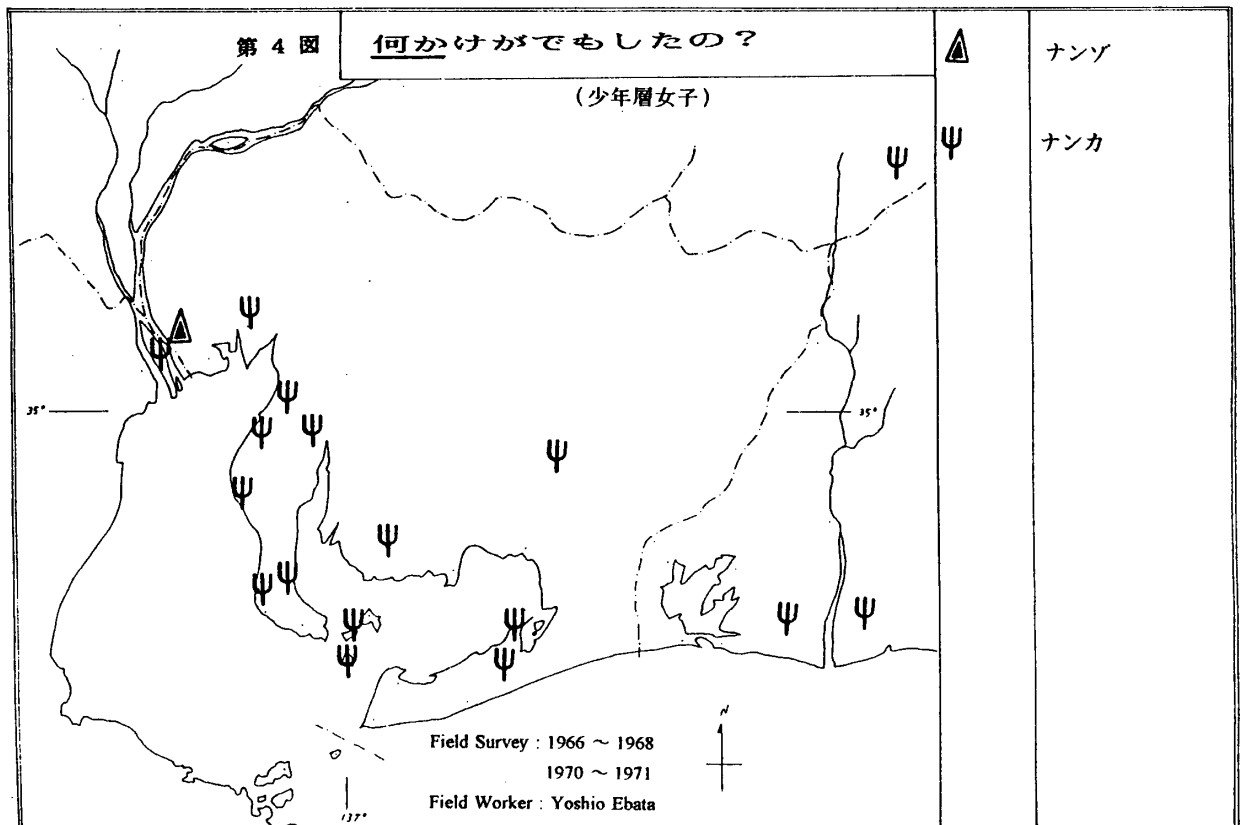 第 4 図
何かけがでもしたの？
(少年層女子)
ナンゾ
ナンカ
35°
35°
N
Field Survey : 1966 ～ 1968
1970 ～ 1971
Field Worker : Yoshio Ebata
137°